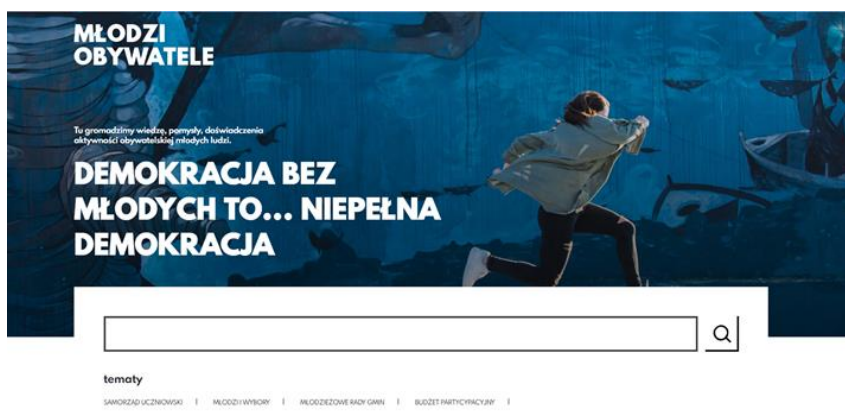 MŁODZI
OBYWATELE
Tu gromadzimy wiedzę, pomysły, doświadczenia
aktywności obywatelskiej młodych ludzi.
DEMOKRACJA BEZ
MŁODYCH TO... NIEPEŁNA
DEMOKRACJA
tematy
SAMORZĄD UCZNIOWSKI | MŁODZI I WYBORY | MŁODZIEŻOWE RADY GMIN | BUDŻET PARTYCYPACYJNY |